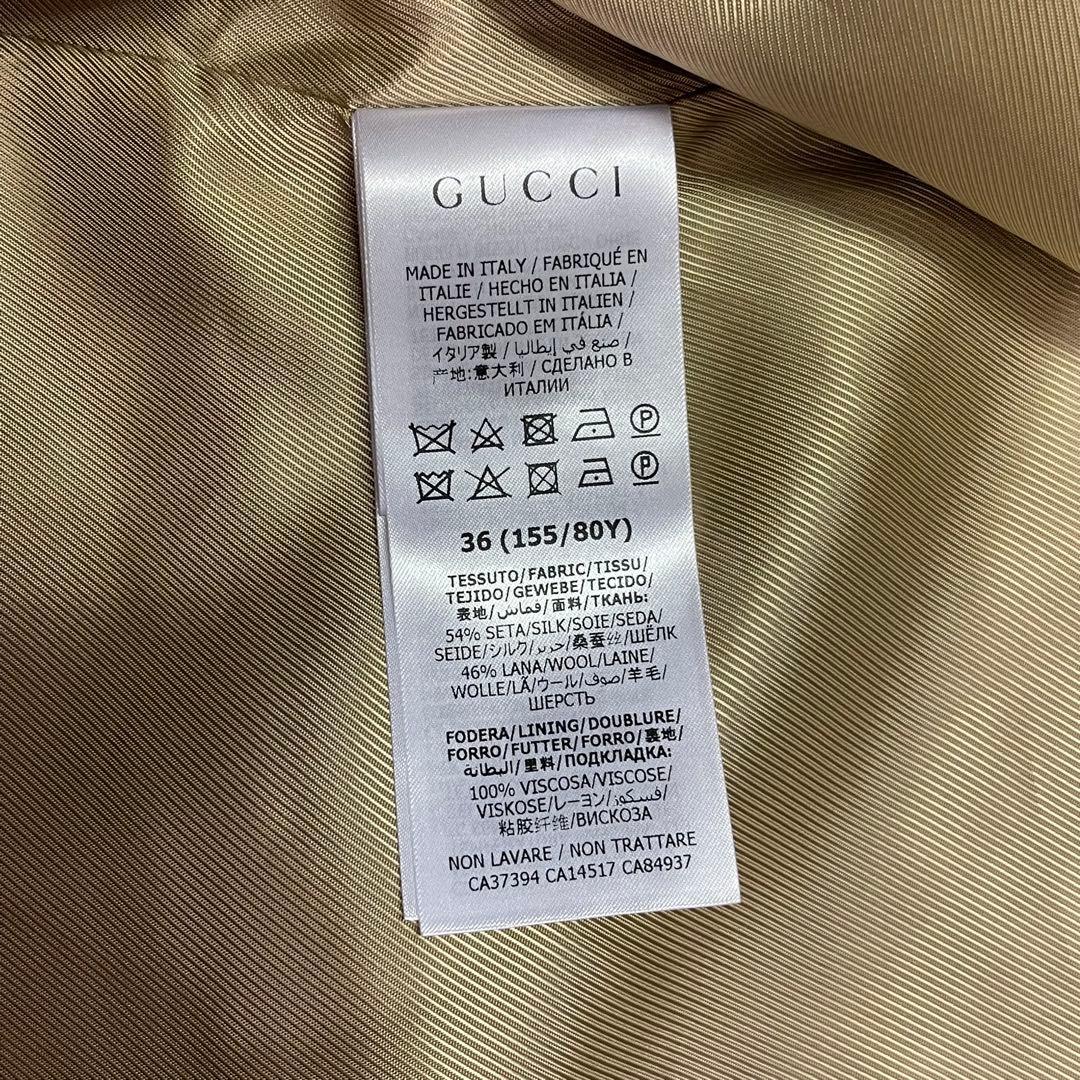 GUCCI
MADE IN ITALY / FABRIQUÉ EN
ITALIE / HECHO EN ITALIA /
HERGESTELLT IN ITALIEN /
FABRICADO EM ITÁLIA /
イタリア製 / صنع في إيطاليا /
产地:意大利 / СДЕЛАНО В
ИТАЛИИ
P
P
36 (155/80Y)
TESSUTO/FABRIC/TISSU/
TEJIDO/GEWEBE/TECIDO/
表地/قماش/面料/ТКАНЬ:
54% SETA/SILK/SOIE/SEDA/
SEIDE/シルク/حرير/桑蚕丝/ШЁЛК
46% LANA/WOOL/LAINE/
WOLLE/LÃ/ウール/صوف/羊毛/
ШЕРСТЬ
FODERA/LINING/DOUBLURE/
FORRO/FUTTER/FORRO/裏地/
البطانة/里料/ПОДКЛАДКА:
100% VISCOSA/VISCOSE/
VISKOSE/レーヨン/فسكوز/
粘胶纤维/ВИСКОЗА
NON LAVARE / NON TRATTARE
CA37394 CA14517 CA84937